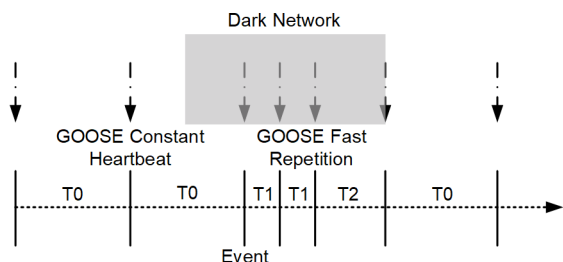 Dark Network
GOOSE Constant
Heartbeat
GOOSE Fast
Repetition
T0
T0
T1
T1
T2
T0
Event